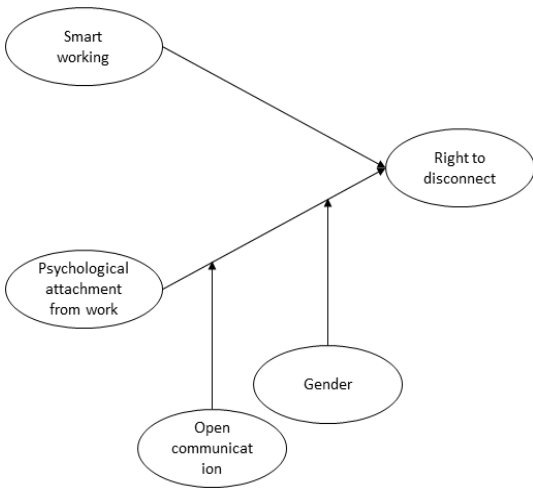 Smart
working
Right to
disconnect
Psychological
attachment
from work
Gender
Open
communicat
ion